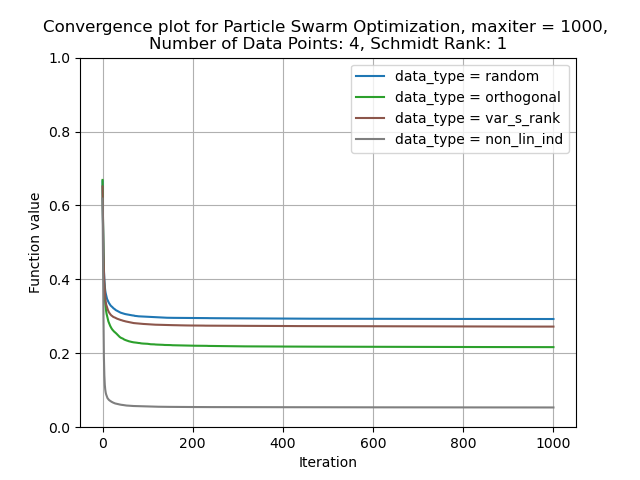 Convergence plot for Particle Swarm Optimization, maxiter = 1000,
Number of Data Points: 4, Schmidt Rank: 1
1.0
0.8
0.6
0.4
0.2
0.0
Function value
data_type = random
data_type = orthogonal
data_type = var_s_rank
data_type = non_lin_ind
0 200 400 600 800 1000
Iteration